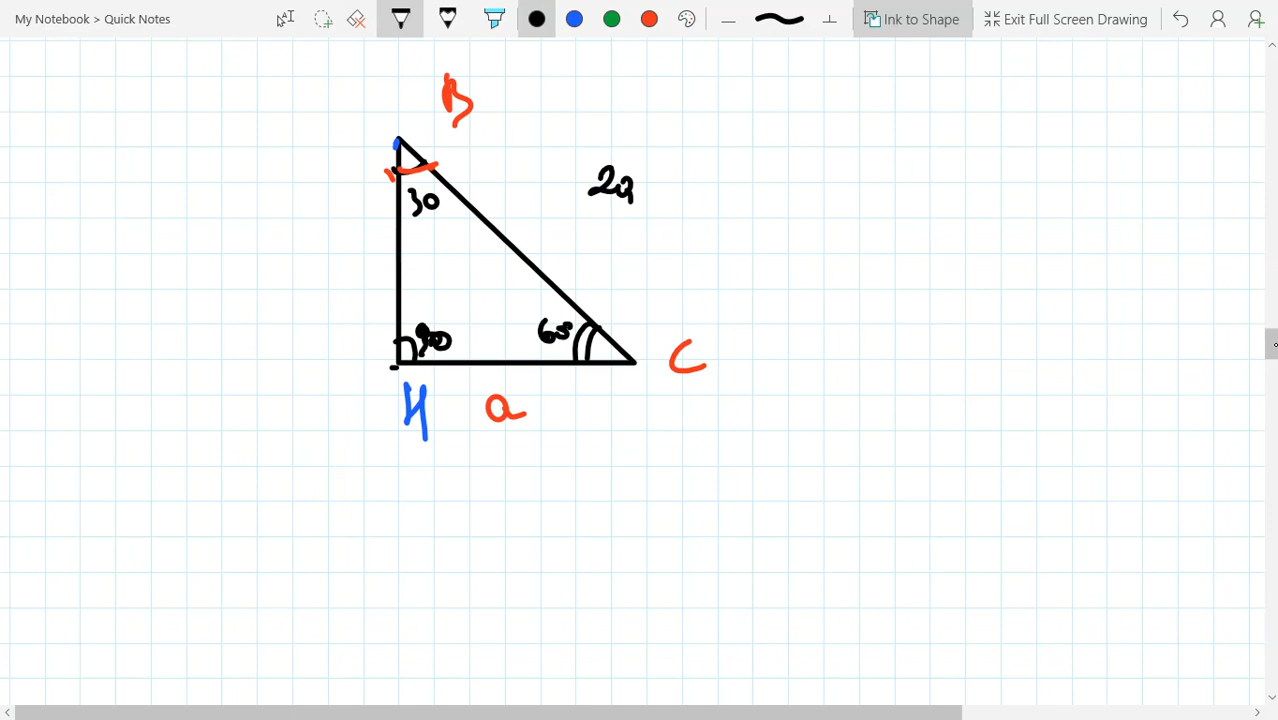 My Notebook > Quick Notes
Ink to Shape
Exit Full Screen Drawing
B
2a
30
90
60
C
H
a